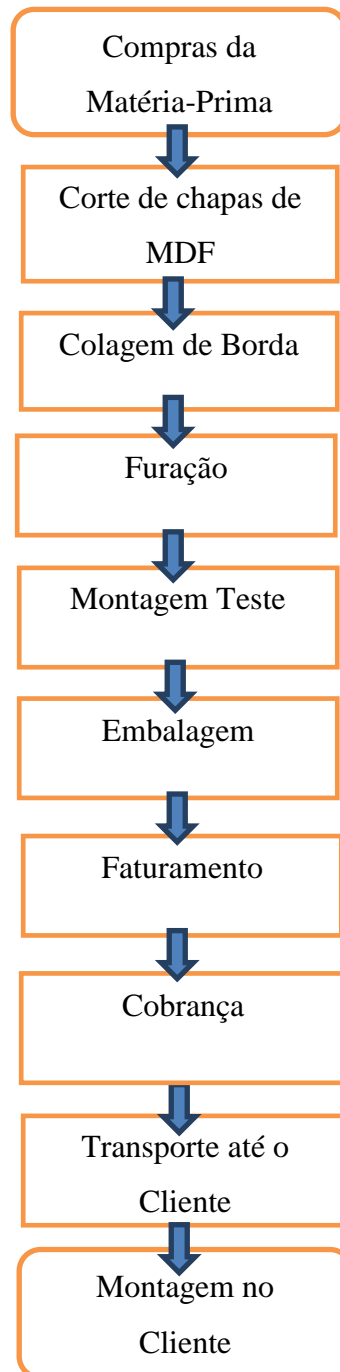 Compras da
Matéria-Prima
Corte de chapas de
MDF
Colagem de Borda
Furação
Montagem Teste
Embalagem
Faturamento
Cobrança
Transporte até o
Cliente
Montagem no
Cliente